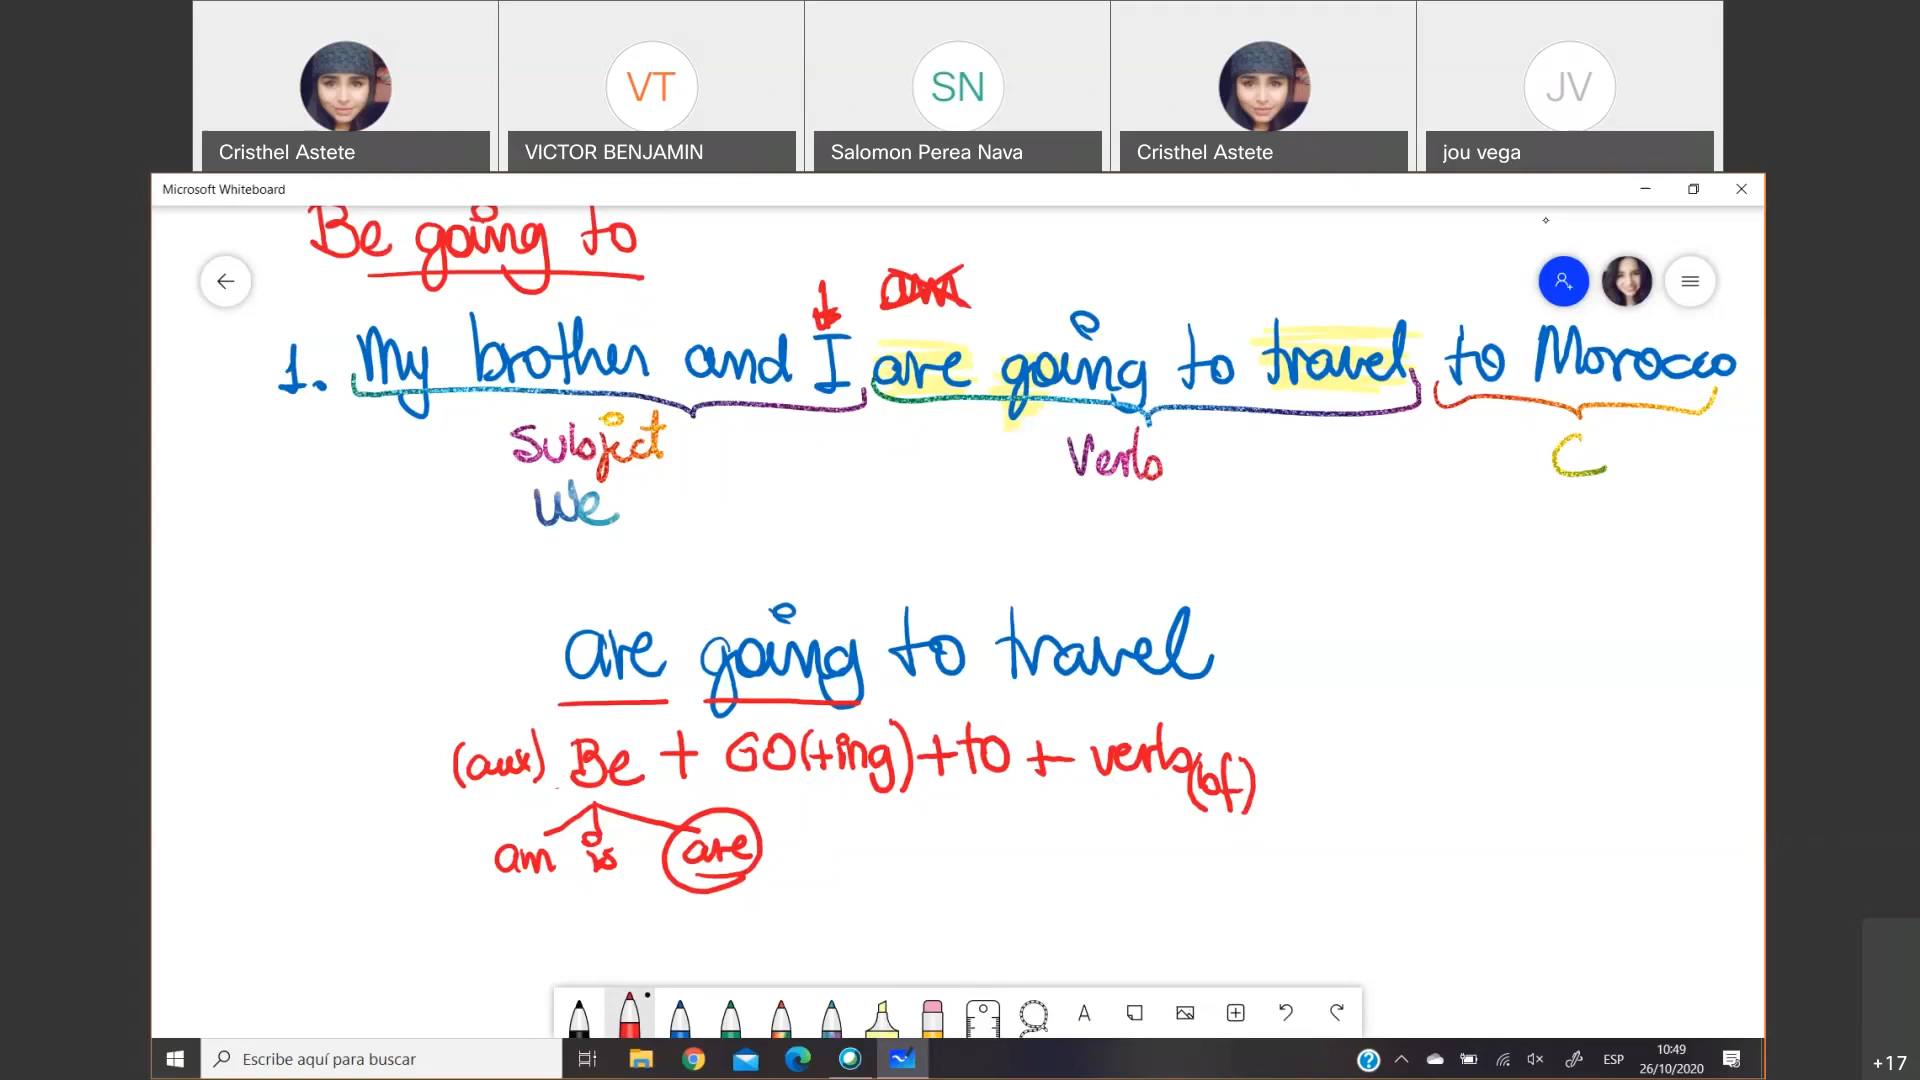 VT
SN
JV
Cristhel Astete
VICTOR BENJAMIN
Salomon Perea Nava
Cristhel Astete
jou vega
Microsoft Whiteboard
Be going to
am
1. My brother and I are going to travel to Morocco
Subject
Verb
C
We
are going to travel
(aux) Be + GO(+ing) + to + verb (bf)
am is are
A
Escribe aquí para buscar
ESP
10:49
26/10/2020
+17